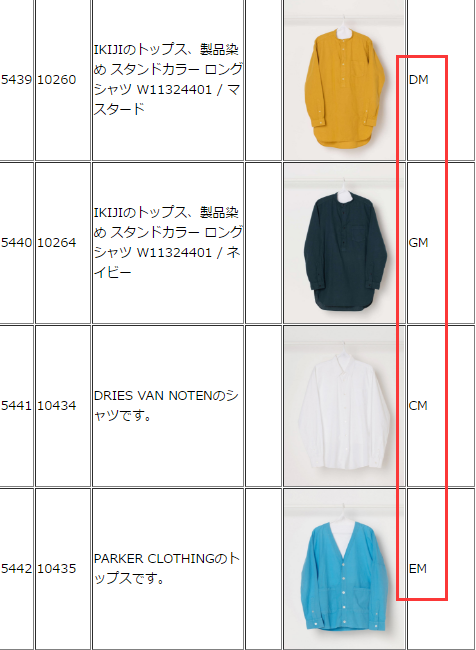 5439 10260 IKIJIのトップス、製品染
め スタンドカラー ロング
シャツ W11324401 / マ
スタード DM
5440 10264 IKIJIのトップス、製品染
め スタンドカラー ロング
シャツ W11324401 / ネ
イビー GM
5441 10434 DRIES VAN NOTENのシ
ャツです。 CM
5442 10435 PARKER CLOTHINGのト
ップスです。 EM